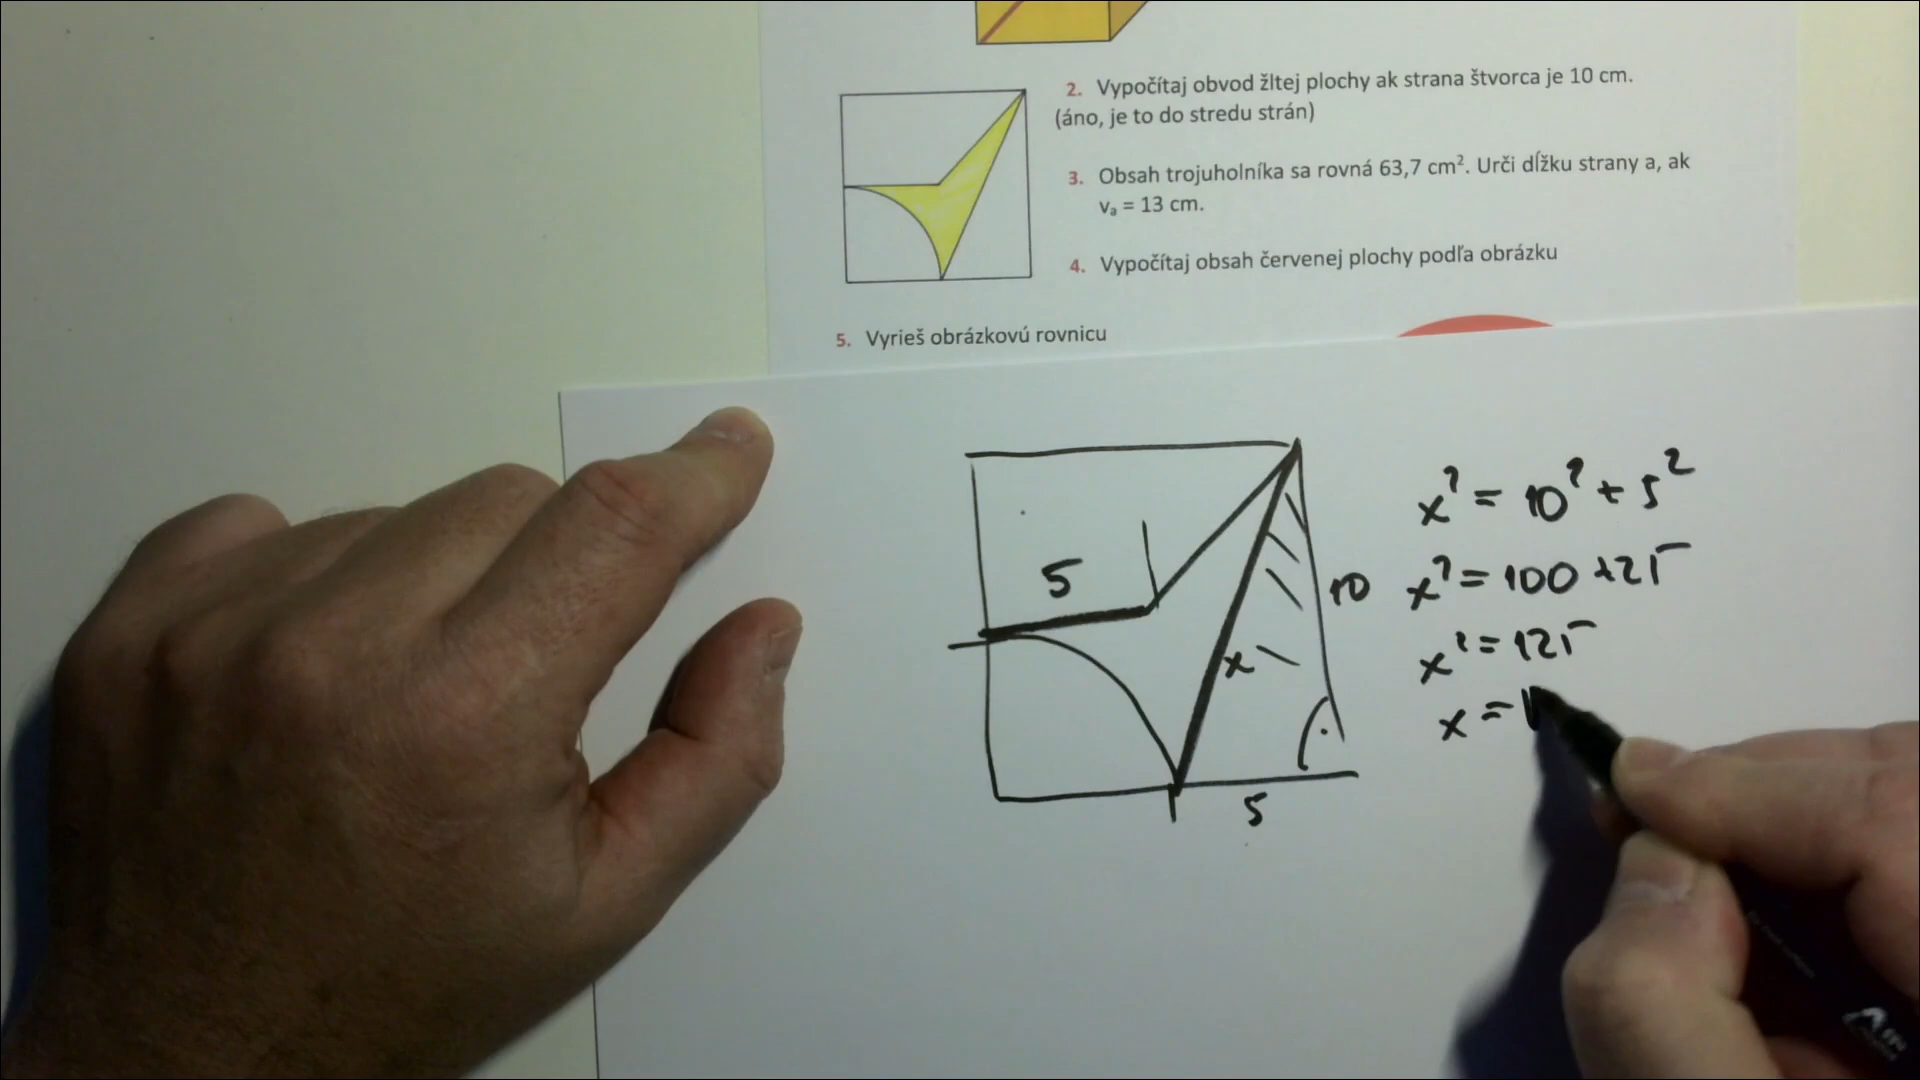 2. Vypočítaj obvod žltej plochy ak strana štvorca je 10 cm.
(áno, je to do stredu strán)
3. Obsah trojuholníka sa rovná 63,7 cm². Urči dĺžku strany a, ak
vₐ = 13 cm.
4. Vypočítaj obsah červenej plochy podľa obrázku
5. Vyrieš obrázkovú rovnicu
5
10
x
5
x² = 10² + 5²
x² = 100 + 25
x² = 125
x =